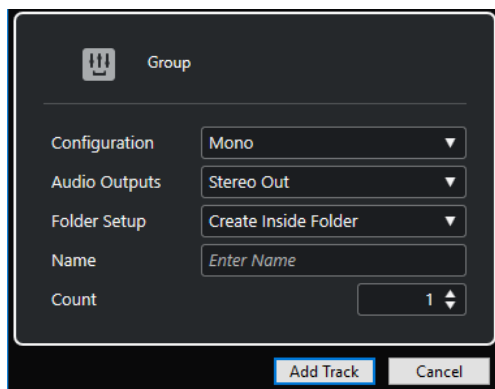 Group
Configuration Mono
Audio Outputs Stereo Out
Folder Setup Create Inside Folder
Name Enter Name
Count 1
Add Track Cancel